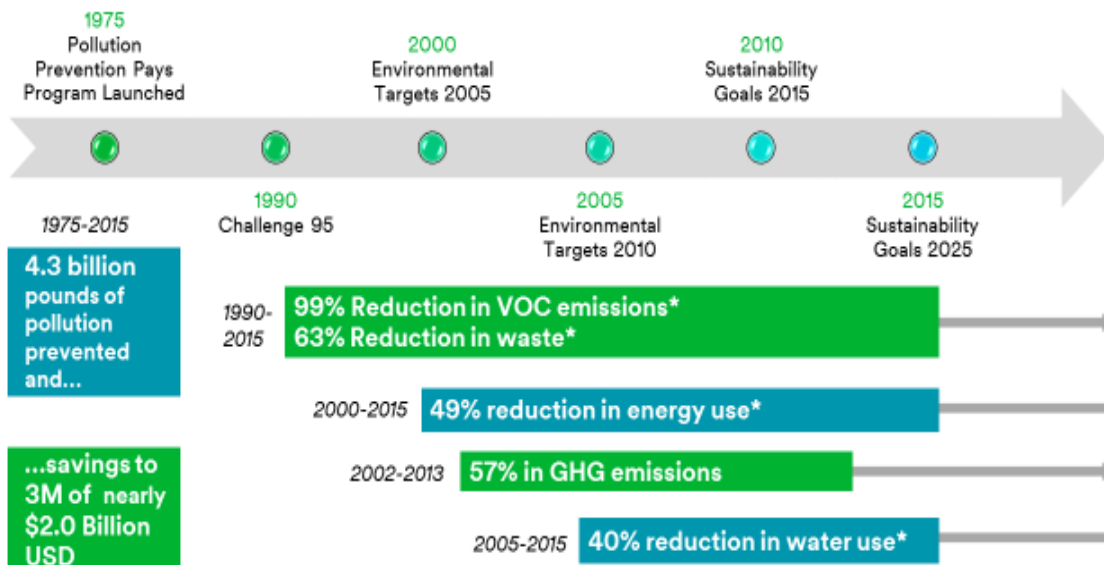 1975
Pollution
Prevention Pays
Program Launched
2000
Environmental
Targets 2005
2010
Sustainability
Goals 2015
1990
Challenge 95
2005
Environmental
Targets 2010
2015
Sustainability
Goals 2025
1975-2015
4.3 billion
pounds of
pollution
prevented
and...
...savings to
3M of nearly
$2.0 Billion
USD
1990-
2015
99% Reduction in VOC emissions*
63% Reduction in waste*
2000-2015
49% reduction in energy use*
2002-2013
57% in GHG emissions
2005-2015
40% reduction in water use*